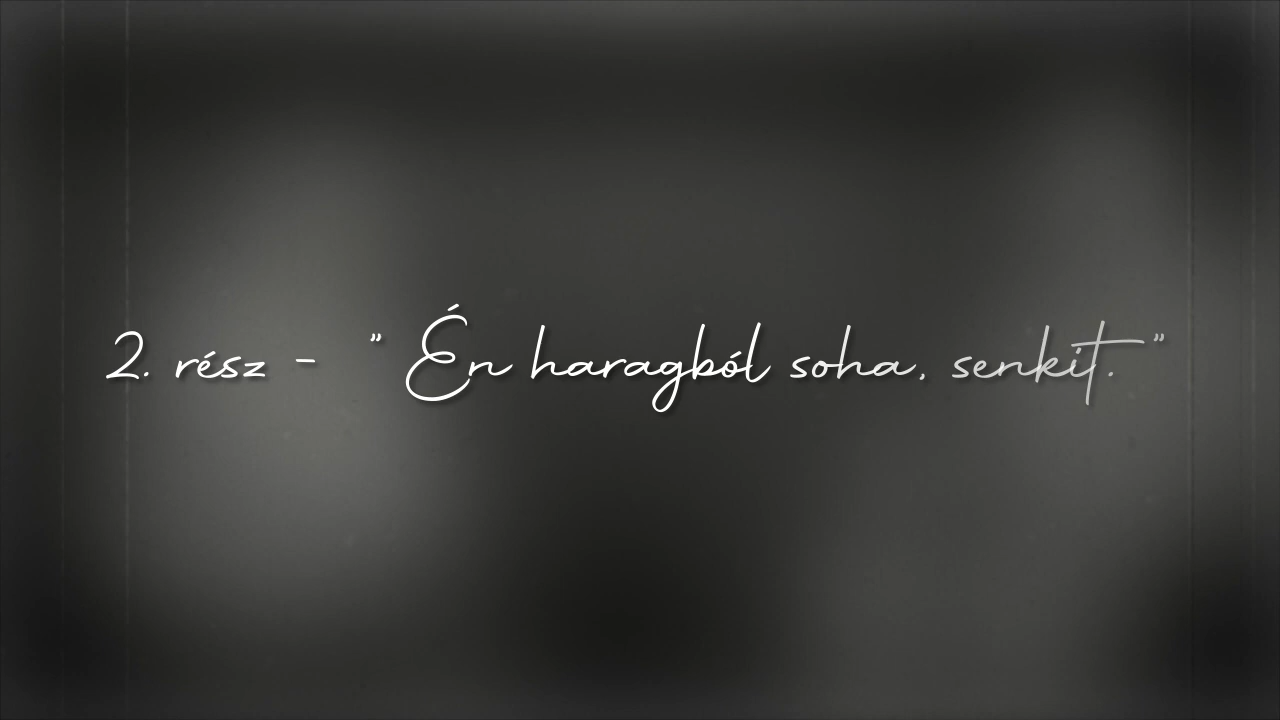 2. rész - " Én haragból soha, senkit. "